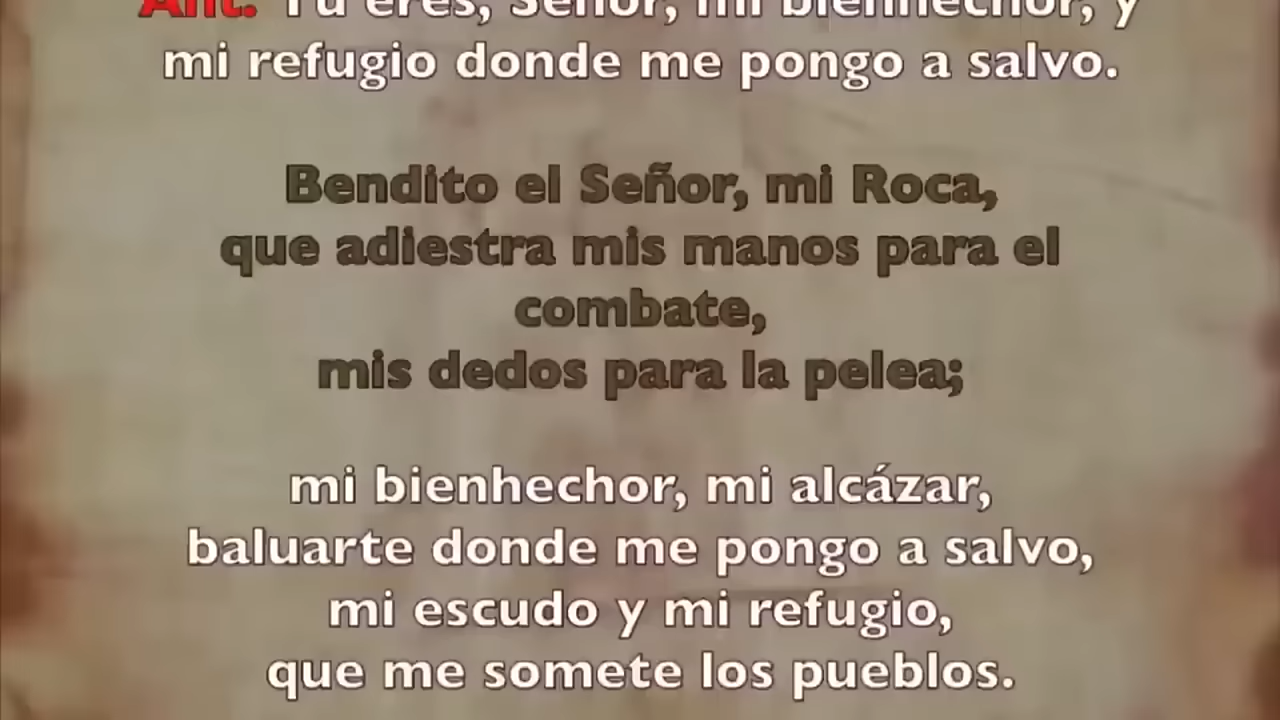 Ant. Tú eres, Señor, mi bienhechor, y
mi refugio donde me pongo a salvo.
Bendito el Señor, mi Roca,
que adiestra mis manos para el
combate,
mis dedos para la pelea;
mi bienhechor, mi alcázar,
baluarte donde me pongo a salvo,
mi escudo y mi refugio,
que me somete los pueblos.